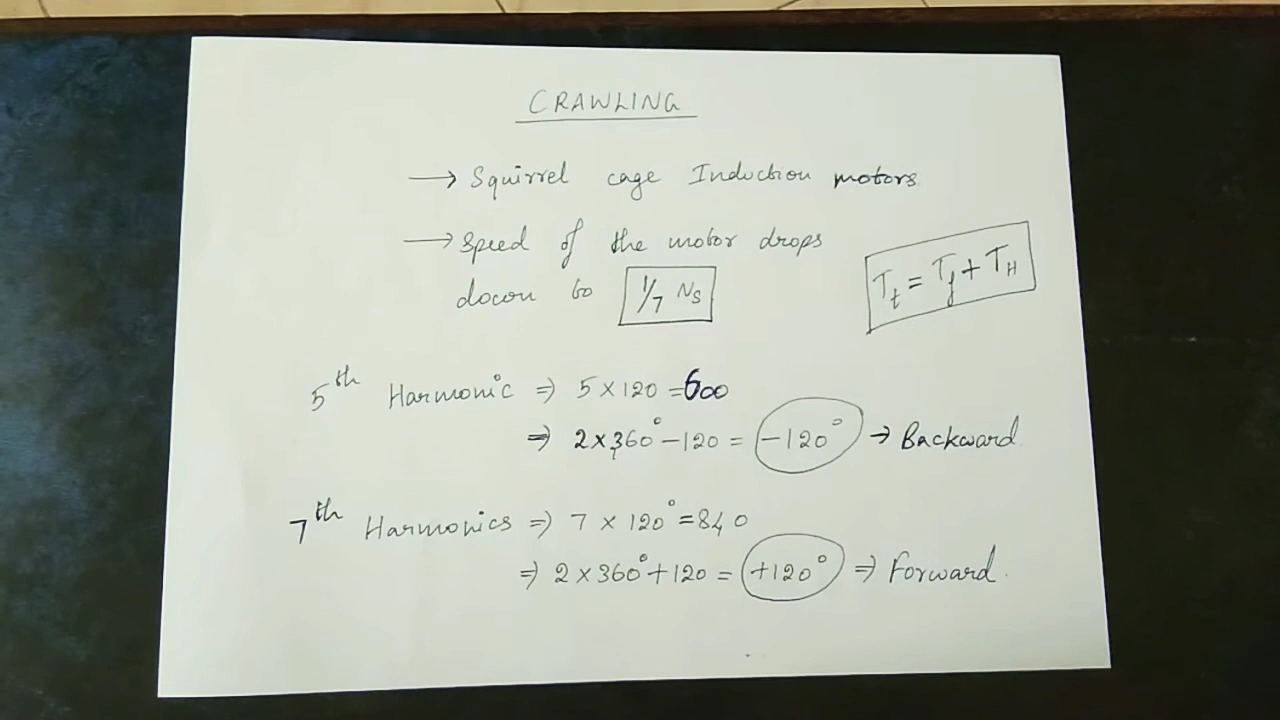 CRAWLING
→ Squirrel cage Induction motors
→ Speed of the motor drops
down to 1/7 Ns
Tt = Tf + TH
5th Harmonic ⇒ 5 × 120 = 600
⇒ 2 × 360° − 120 = −120° → Backward
7th Harmonics ⇒ 7 × 120° = 840
⇒ 2 × 360° + 120 = +120° ⇒ Forward.